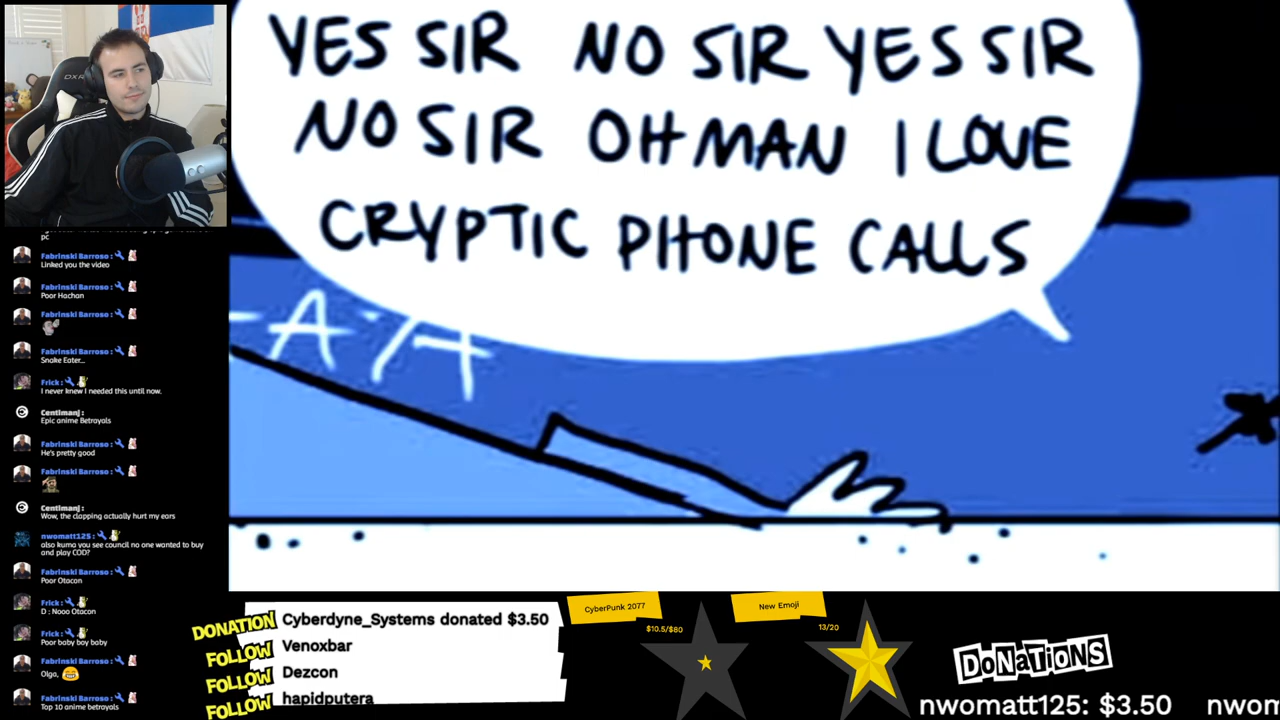 YES SIR NO SIR YES SIR
NO SIR OH MAN I LOVE
CRYPTIC PHONE CALLS
DXR
pc
Fabrinski Barroso :
Linked you the video
Fabrinski Barroso :
Poor Hachan
Fabrinski Barroso :
Fabrinski Barroso :
Snake Eater...
Frick :
I never knew I needed this until now.
Centimanj :
Epic anime Betrayals
Fabrinski Barroso :
He's pretty good
Fabrinski Barroso :
Centimanj :
Wow, the clapping actually hurt my ears
nwomatt125 :
also kuma you see council no one wanted to buy
and play COD?
Fabrinski Barroso :
Poor Otacon
Frick :
D : Nooo Otacon
Frick :
Poor baby boy baby
Fabrinski Barroso :
Olga,
Fabrinski Barroso :
Top 10 anime betrayals
DONATION Cyberdyne_Systems donated $3.50
FOLLOW Venoxbar
FOLLOW Dezcon
FOLLOW hapidputera
CyberPunk 2077
$10.5/$60
New Emoji
13/20
DONATIONS
nwomatt125: $3.50 nwom